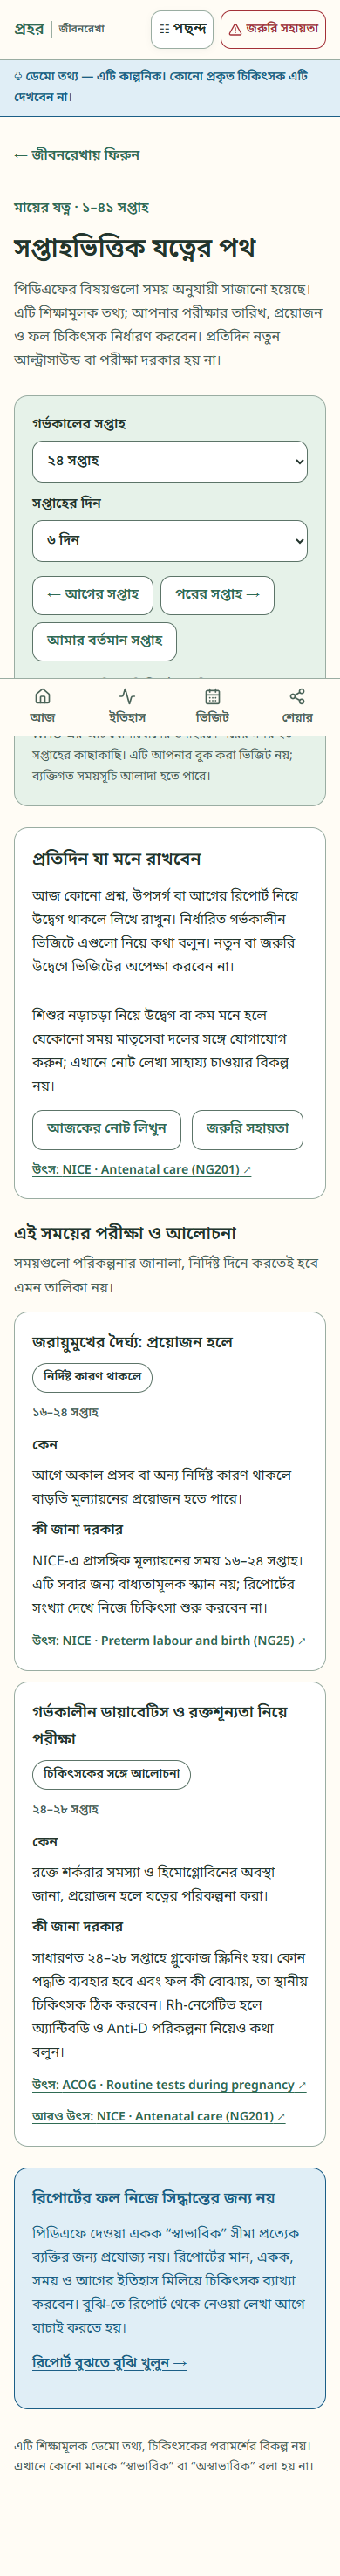 প্রহর জীবনরেখা পছন্দ জরুরি সহায়তা
ডেমো তথ্য — এটি কাল্পনিক। কোনো প্রকৃত চিকিৎসক এটি
দেখবেন না।
← জীবনরেখায় ফিরুন
মায়ের যত্ন · ১–৪১ সপ্তাহ
সপ্তাহভিত্তিক যত্নের পথ
পিডিএফের বিষয়গুলো সময় অনুযায়ী সাজানো হয়েছে।
এটি শিক্ষামূলক তথ্য; আপনার পরীক্ষার তারিখ, প্রয়োজন
ও ফল চিকিৎসক নির্ধারণ করবেন। প্রতিদিন নতুন
আল্ট্রাসাউন্ড বা পরীক্ষা দরকার হয় না।
গর্ভকালের সপ্তাহ
২৪ সপ্তাহ
সপ্তাহের দিন
৬ দিন
← আগের সপ্তাহ পরের সপ্তাহ →
আমার বর্তমান সপ্তাহ
আজ ইতিহাস ভিজিট শেয়ার
সপ্তাহের কাছাকাছি। এটি আপনার বুক করা ভিজিট নয়;
ব্যক্তিগত সময়সূচি আলাদা হতে পারে।
প্রতিদিন যা মনে রাখবেন
আজ কোনো প্রশ্ন, উপসর্গ বা আগের রিপোর্ট নিয়ে
উদ্বেগ থাকলে লিখে রাখুন। নির্ধারিত গর্ভকালীন
ভিজিটে এগুলো নিয়ে কথা বলুন। নতুন বা জরুরি
উদ্বেগে ভিজিটের অপেক্ষা করবেন না।
শিশুর নড়াচড়া নিয়ে উদ্বেগ বা কম মনে হলে
যেকোনো সময় মাতৃসেবা দলের সঙ্গে যোগাযোগ
করুন; এখানে নোট লেখা সাহায্য চাওয়ার বিকল্প
নয়।
আজকের নোট লিখুন জরুরি সহায়তা
উৎস: NICE · Antenatal care (NG201) ↗
এই সময়ের পরীক্ষা ও আলোচনা
সময়গুলো পরিকল্পনার জানালা, নির্দিষ্ট দিনে করতেই হবে
এমন তালিকা নয়।
জরায়ুমুখের দৈর্ঘ্য: প্রয়োজন হলে
নির্দিষ্ট কারণ থাকলে
১৬–২৪ সপ্তাহ
কেন
আগে অকাল প্রসব বা অন্য নির্দিষ্ট কারণ থাকলে
বাড়তি মূল্যায়নের প্রয়োজন হতে পারে।
কী জানা দরকার
NICE-এ প্রাসঙ্গিক মূল্যায়নের সময় ১৬–২৪ সপ্তাহ।
এটি সবার জন্য বাধ্যতামূলক স্ক্যান নয়; রিপোর্টের
সংখ্যা দেখে নিজে চিকিৎসা শুরু করবেন না।
উৎস: NICE · Preterm labour and birth (NG25) ↗
গর্ভকালীন ডায়াবেটিস ও রক্তশূন্যতা নিয়ে
পরীক্ষা
চিকিৎসকের সঙ্গে আলোচনা
২৪–২৮ সপ্তাহ
কেন
রক্তে শর্করার সমস্যা ও হিমোগ্লোবিনের অবস্থা
জানা, প্রয়োজন হলে যত্নের পরিকল্পনা করা।
কী জানা দরকার
সাধারণত ২৪–২৮ সপ্তাহে গ্লুকোজ স্ক্রিনিং হয়। কোন
পদ্ধতি ব্যবহার হবে এবং ফল কী বোঝায়, তা স্থানীয়
চিকিৎসক ঠিক করবেন। Rh-নেগেটিভ হলে
অ্যান্টিবডি ও Anti-D পরিকল্পনা নিয়েও কথা
বলুন।
উৎস: ACOG · Routine tests during pregnancy ↗
আরও উৎস: NICE · Antenatal care (NG201) ↗
রিপোর্টের ফল নিজে সিদ্ধান্তের জন্য নয়
পিডিএফে দেওয়া একক “স্বাভাবিক” সীমা প্রত্যেক
ব্যক্তির জন্য প্রযোজ্য নয়। রিপোর্টের মান, একক,
সময় ও আগের ইতিহাস মিলিয়ে চিকিৎসক ব্যাখ্যা
করবেন। বুঝি-তে রিপোর্ট থেকে নেওয়া লেখা আগে
যাচাই করতে হয়।
রিপোর্ট বুঝতে বুঝি খুলুন →
এটি শিক্ষামূলক ডেমো তথ্য, চিকিৎসকের পরামর্শের বিকল্প নয়।
এখানে কোনো মানকে “স্বাভাবিক” বা “অস্বাভাবিক” বলা হয় না।